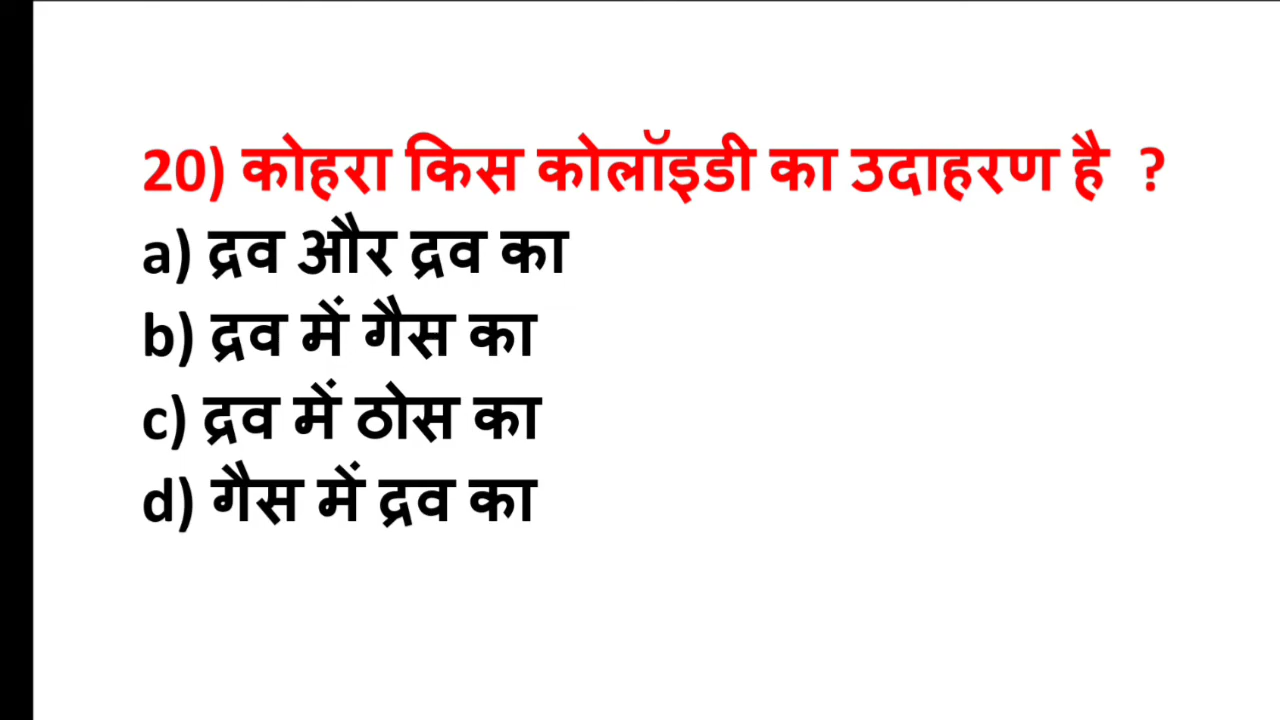 20) कोहरा किस कोलॉइडी का उदाहरण है ?
a) द्रव और द्रव का
b) द्रव में गैस का
c) द्रव में ठोस का
d) गैस में द्रव का